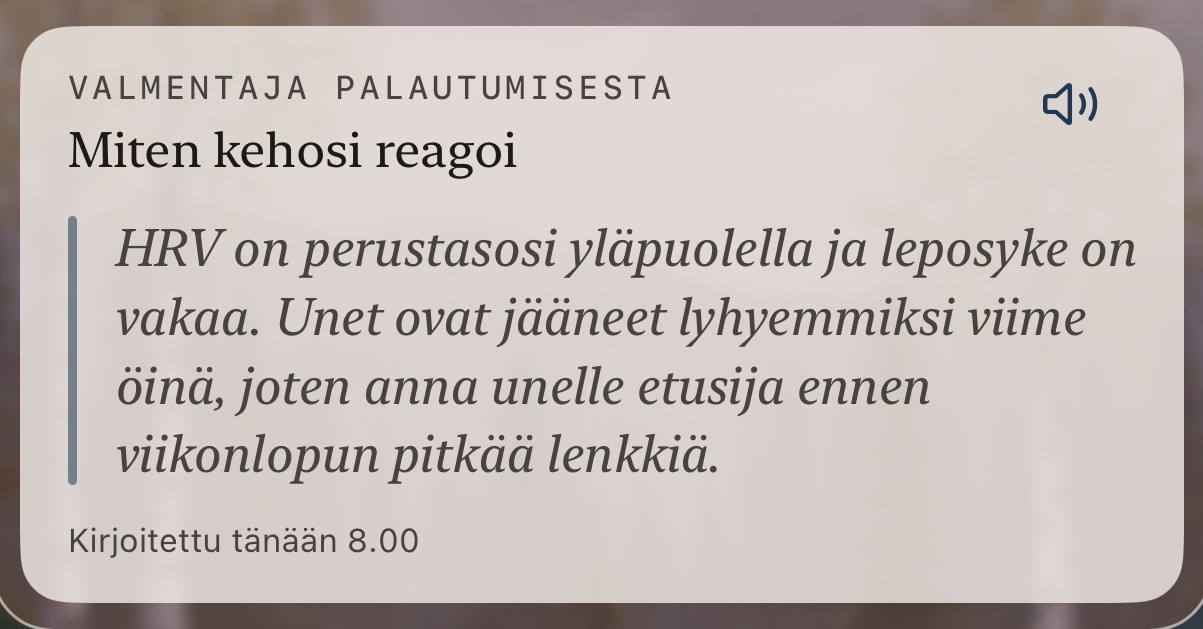 VALMENTAJA PALAUTUMISESTA
Miten kehosi reagoi
HRV on perustasosi yläpuolella ja leposyke on
vakaa. Unet ovat jääneet lyhyemmiksi viime
öinä, joten anna unelle etusija ennen
viikonlopun pitkää lenkkiä.
Kirjoitettu tänään 8.00